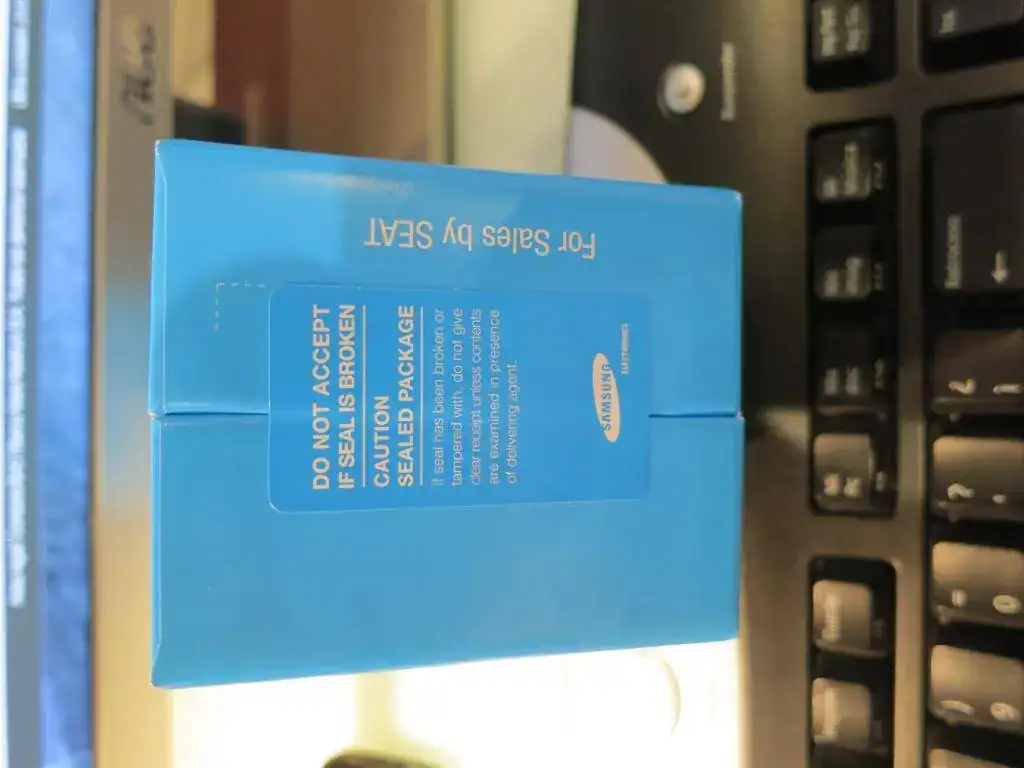 For Sales by SEAT
DO NOT ACCEPT
IF SEAL IS BROKEN
CAUTION
SEALED PACKAGE
If seal has been broken or
tampered with, do not give
clear receipt unless contents
are examined in presence
of delivering agent.
SAMSUNG
ELECTRONICS